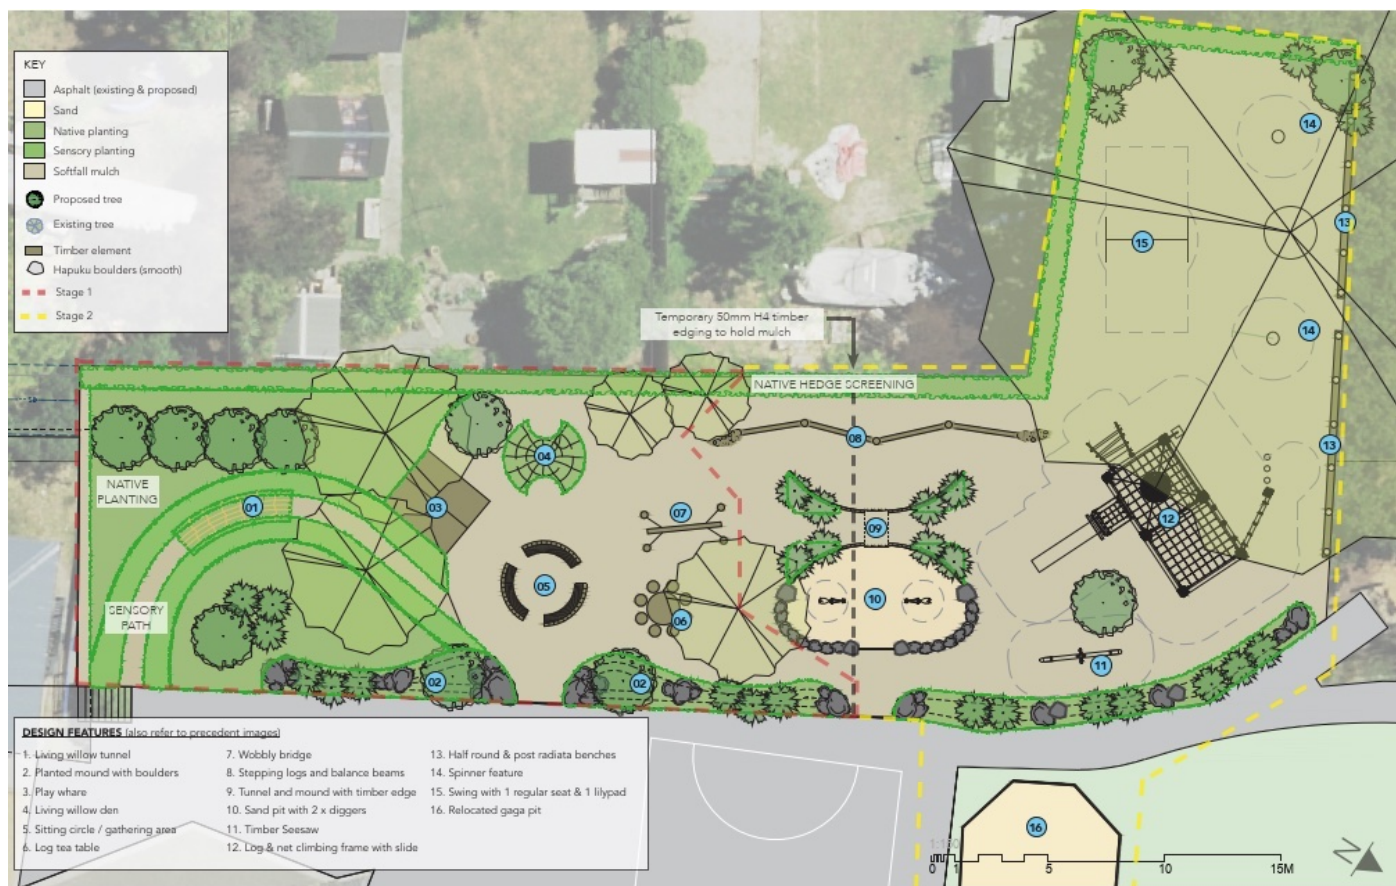 KEY
Asphalt (existing & proposed)
Sand
Native planting
Sensory planting
Softfall mulch
Proposed tree
Existing tree
Timber element
Hapuku boulders (smooth)
Stage 1
Stage 2
Temporary 50mm H4 timber
edging to hold mulch
NATIVE HEDGE SCREENING
NATIVE
PLANTING
SENSORY
PATH
01
02
02
03
04
05
06
07
08
09
10
11
12
13
13
14
14
15
16
DESIGN FEATURES (also refer to precedent images)
1. Living willow tunnel
2. Planted mound with boulders
3. Play whare
4. Living willow den
5. Sitting circle / gathering area
6. Log tea table
7. Wobbly bridge
8. Stepping logs and balance beams
9. Tunnel and mound with timber edge
10. Sand pit with 2 x diggers
11. Timber Seesaw
12. Log & net climbing frame with slide
13. Half round & post radiata benches
14. Spinner feature
15. Swing with 1 regular seat & 1 lilypad
16. Relocated gaga pit
0 1 5 10 15M
N